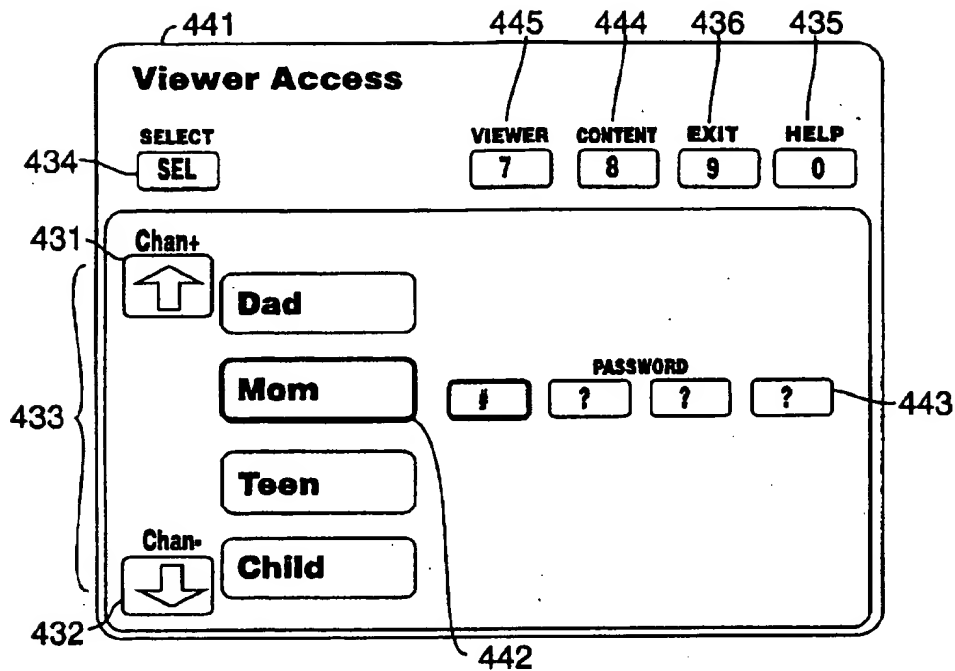 441 445 444 436 435
Viewer Access
SELECT VIEWER CONTENT EXIT HELP
434 SEL 7 8 9 0
431 Chan+
Dad
PASSWORD
Mom # ? ? ? 443
433
Teen
Chan-
Child
432 442